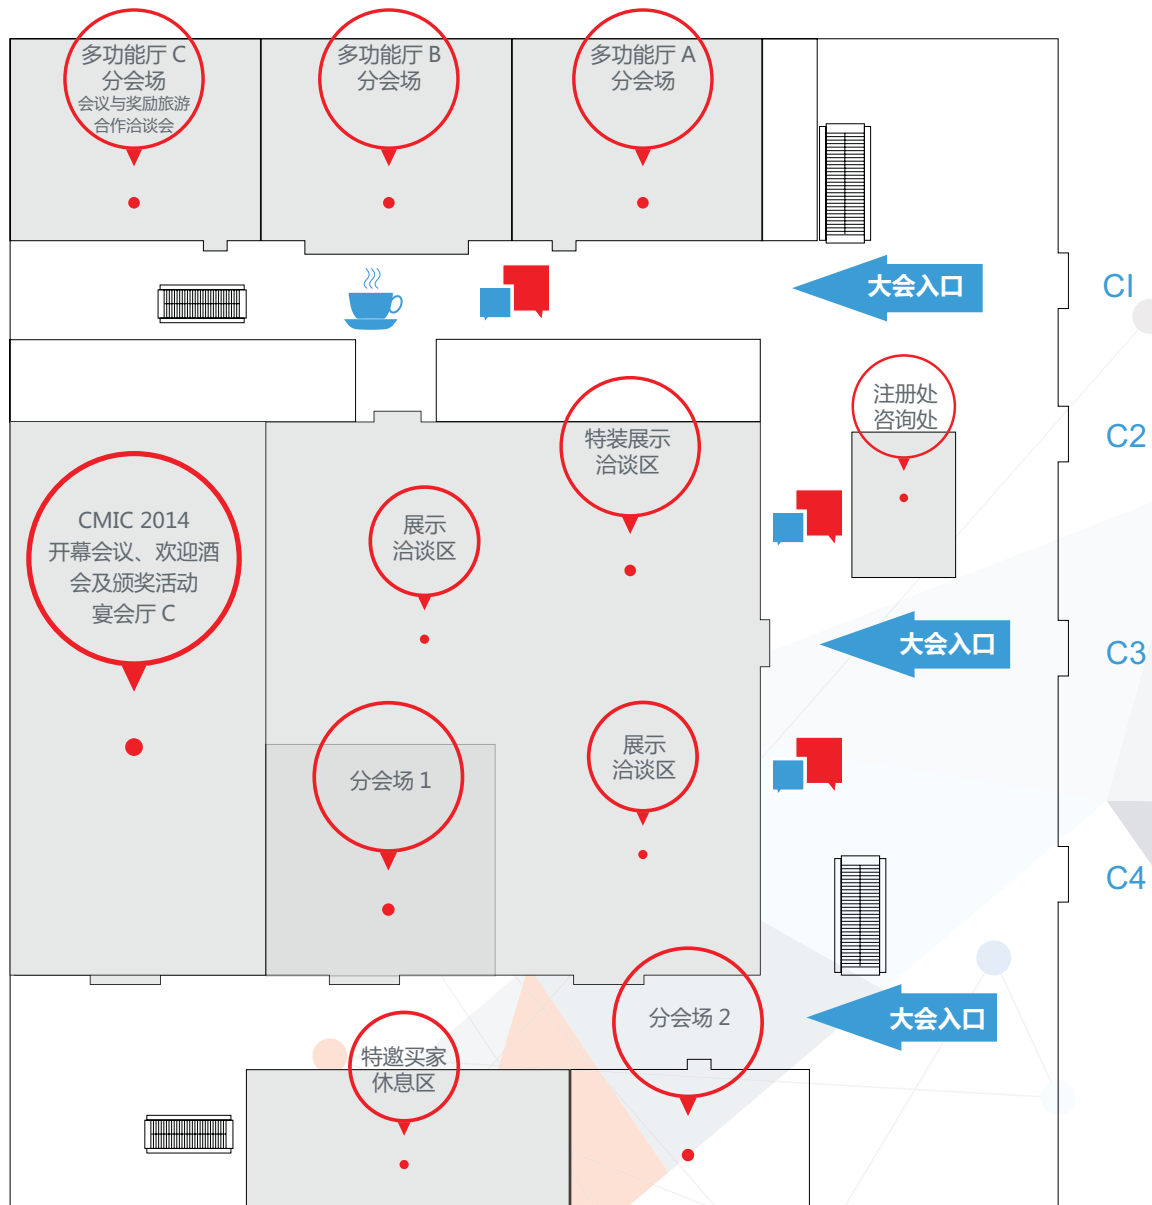 多功能厅 C
分会场
会议与奖励旅游
合作洽谈会
多功能厅 B
分会场
多功能厅 A
分会场
大会入口
CI
注册处
咨询处
C2
特装展示
洽谈区
展示
洽谈区
CMIC 2014
开幕会议、欢迎酒
会及颁奖活动
宴会厅 C
大会入口
C3
展示
洽谈区
分会场 1
C4
分会场 2
大会入口
特邀买家
休息区